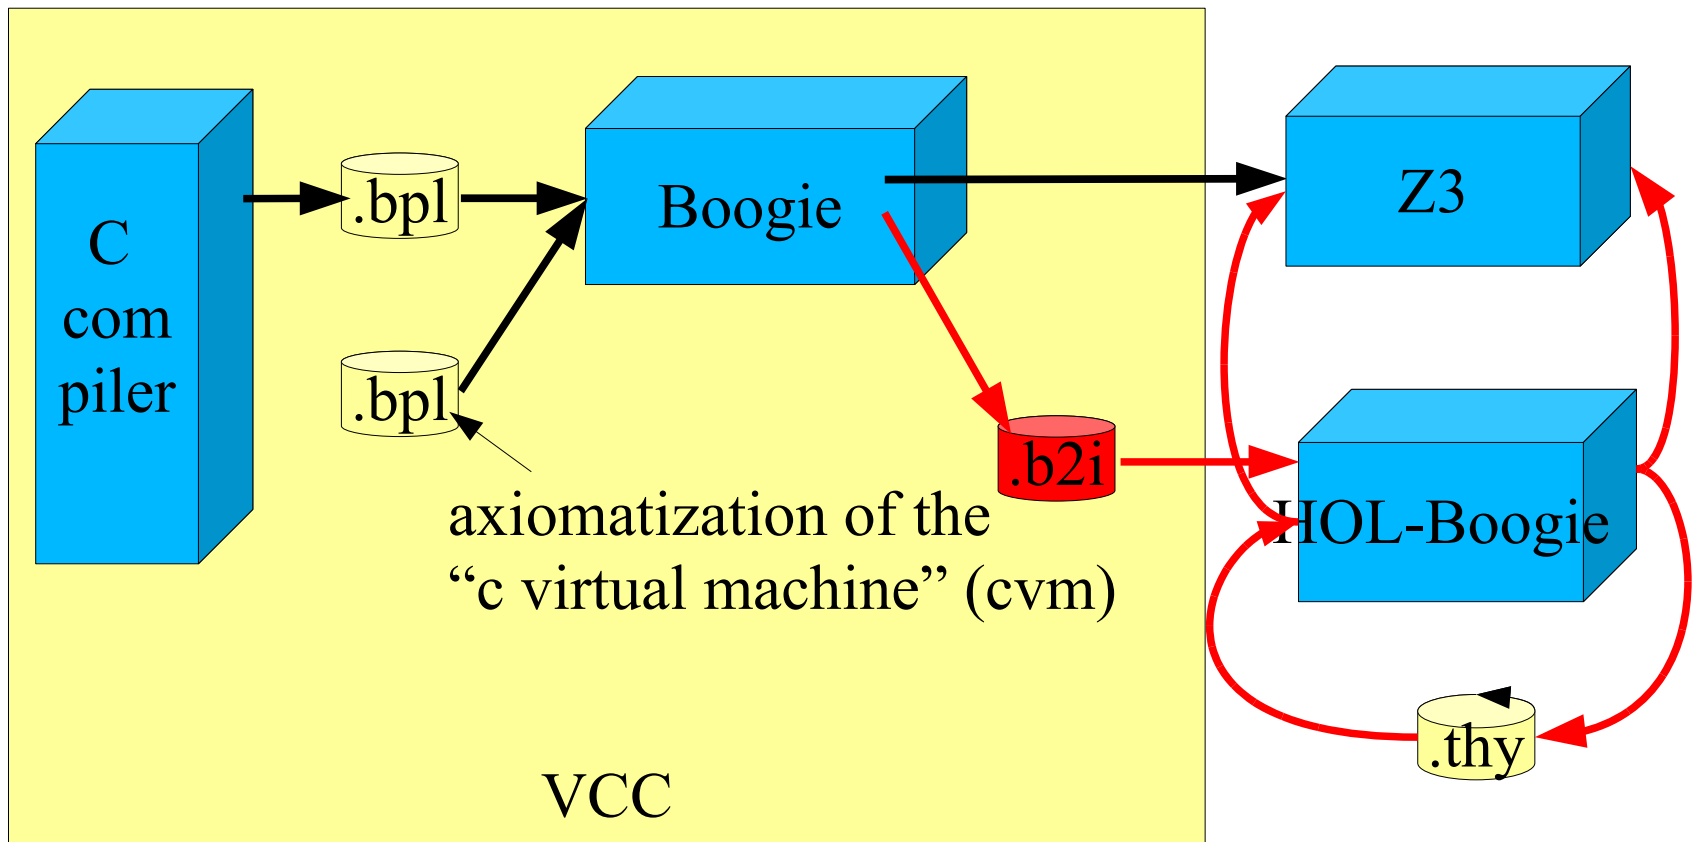 C
com
piler
.bpl
.bpl
Boogie
Z3
.b2i
HOL-Boogie
axiomatization of the
“c virtual machine” (cvm)
.thy
VCC